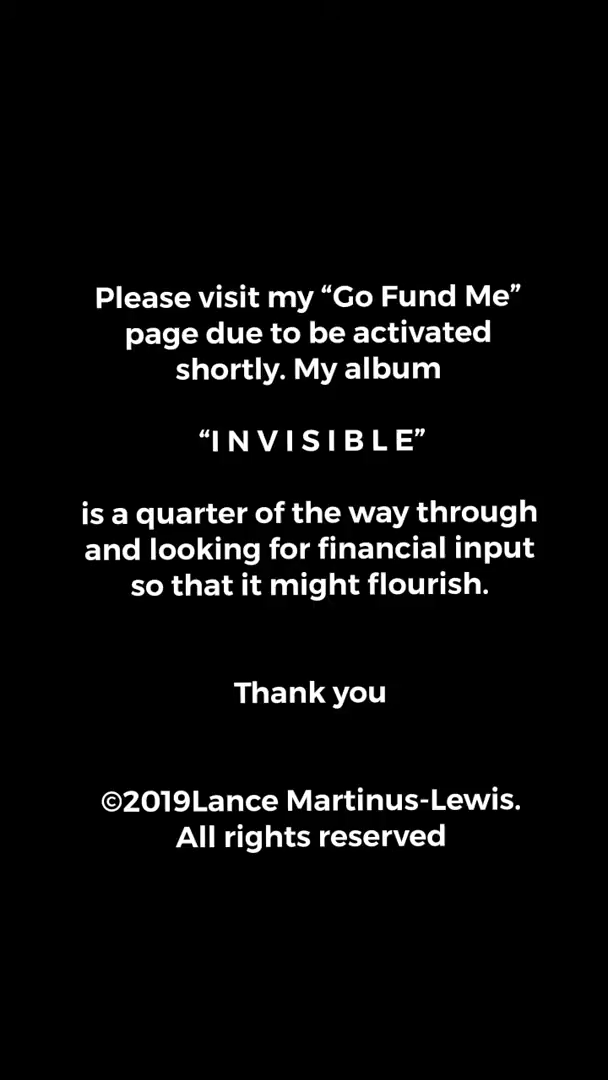 Please visit my “Go Fund Me”
page due to be activated
shortly. My album
“I N V I S I B L E”
is a quarter of the way through
and looking for financial input
so that it might flourish.
Thank you
©2019Lance Martinus-Lewis.
All rights reserved